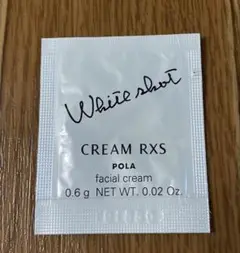 White shot
CREAM RXS
POLA
facial cream
0.6 g NET WT. 0.02 Oz.